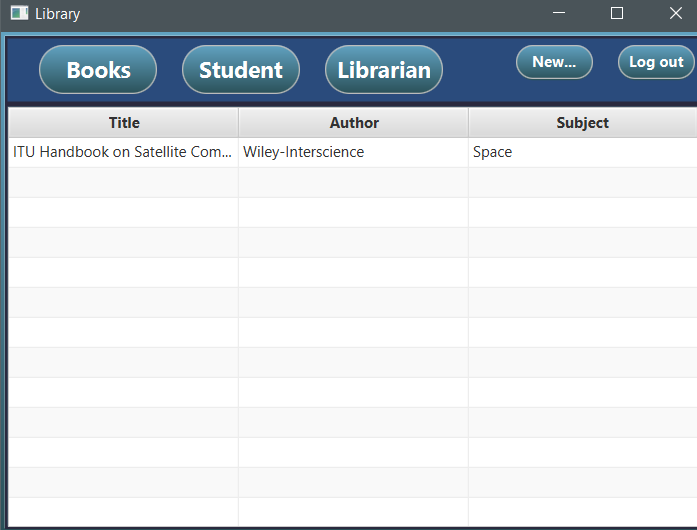 Library
Books Student Librarian New... Log out
Title Author Subject
ITU Handbook on Satellite Com... Wiley-Interscience Space